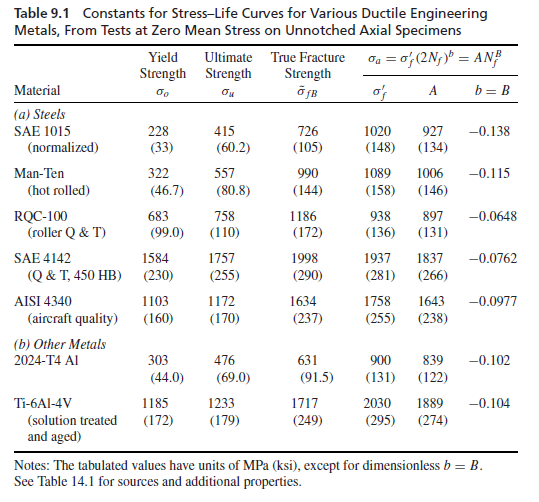 Table 9.1 Constants for Stress–Life Curves for Various Ductile Engineering
Metals, From Tests at Zero Mean Stress on Unnotched Axial Specimens
Yield Ultimate True Fracture σa = σ′f(2Nf)^b = AN_f^B
Strength Strength Strength
Material σo σu σ̃fB σ′f A b = B
(a) Steels
SAE 1015 228 415 726 1020 927 −0.138
(normalized) (33) (60.2) (105) (148) (134)
Man-Ten 322 557 990 1089 1006 −0.115
(hot rolled) (46.7) (80.8) (144) (158) (146)
RQC-100 683 758 1186 938 897 −0.0648
(roller Q & T) (99.0) (110) (172) (136) (131)
SAE 4142 1584 1757 1998 1937 1837 −0.0762
(Q & T, 450 HB) (230) (255) (290) (281) (266)
AISI 4340 1103 1172 1634 1758 1643 −0.0977
(aircraft quality) (160) (170) (237) (255) (238)
(b) Other Metals
2024-T4 Al 303 476 631 900 839 −0.102
(44.0) (69.0) (91.5) (131) (122)
Ti-6Al-4V 1185 1233 1717 2030 1889 −0.104
(solution treated (172) (179) (249) (295) (274)
and aged)
Notes: The tabulated values have units of MPa (ksi), except for dimensionless b = B.
See Table 14.1 for sources and additional properties.